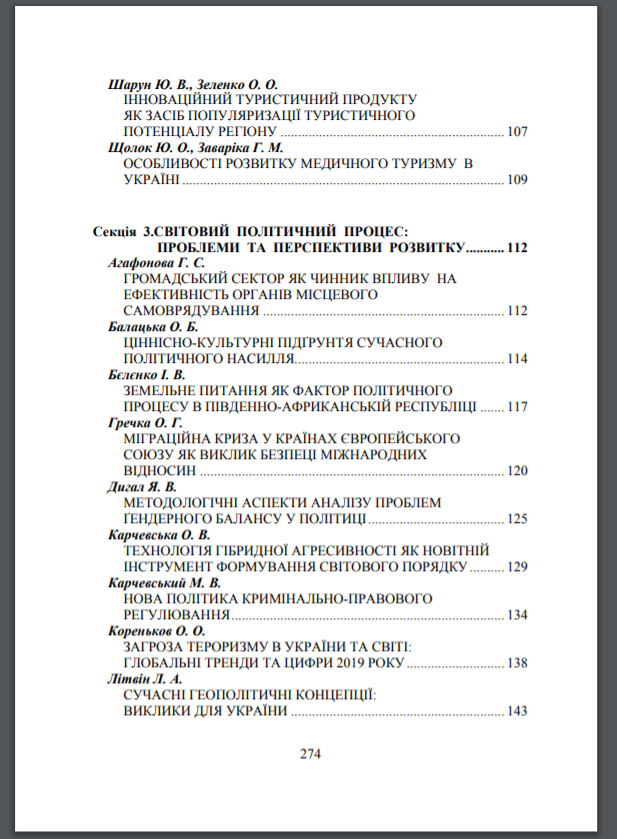 Шарун Ю. В., Зеленко О. О.
ІННОВАЦІЙНИЙ ТУРИСТИЧНИЙ ПРОДУКТУ
ЯК ЗАСІБ ПОПУЛЯРИЗАЦІЇ ТУРИСТИЧНОГО
ПОТЕНЦІАЛУ РЕГІОНУ ........................................................ 107
Щолок Ю. О., Заваріка Г. М.
ОСОБЛИВОСТІ РОЗВИТКУ МЕДИЧНОГО ТУРИЗМУ В
УКРАЇНІ ................................................................................. 109
Секція 3.СВІТОВИЙ ПОЛІТИЧНИЙ ПРОЦЕС:
ПРОБЛЕМИ ТА ПЕРСПЕКТИВИ РОЗВИТКУ........... 112
Агафонова Г. С.
ГРОМАДСЬКИЙ СЕКТОР ЯК ЧИННИК ВПЛИВУ НА
ЕФЕКТИВНІСТЬ ОРГАНІВ МІСЦЕВОГО
САМОВРЯДУВАННЯ ............................................................. 112
Балацька О. Б.
ЦІННІСНО-КУЛЬТУРНІ ПІДҐРУНТЯ СУЧАСНОГО
ПОЛІТИЧНОГО НАСИЛЛЯ..................................................... 114
Бєлєнко І. В.
ЗЕМЕЛЬНЕ ПИТАННЯ ЯК ФАКТОР ПОЛІТИЧНОГО
ПРОЦЕСУ В ПІВДЕННО-АФРИКАНСЬКІЙ РЕСПУБЛІЦІ ...... 117
Гречка О. Г.
МІГРАЦІЙНА КРИЗА У КРАЇНАХ ЄВРОПЕЙСЬКОГО
СОЮЗУ ЯК ВИКЛИК БЕЗПЕЦІ МІЖНАРОДНИХ
ВІДНОСИН ............................................................................ 120
Дигал Я. В.
МЕТОДОЛОГІЧНІ АСПЕКТИ АНАЛІЗУ ПРОБЛЕМ
ҐЕНДЕРНОГО БАЛАНСУ У ПОЛІТИЦІ.................................. 125
Карчевська О. В.
ТЕХНОЛОГІЯ ГІБРИДНОЇ АГРЕСИВНОСТІ ЯК НОВІТНІЙ
ІНСТРУМЕНТ ФОРМУВАННЯ СВІТОВОГО ПОРЯДКУ ......... 129
Карчевський М. В.
НОВА ПОЛІТИКА КРИМІНАЛЬНО-ПРАВОВОГО
РЕГУЛЮВАННЯ..................................................................... 134
Кореньков О. О.
ЗАГРОЗА ТЕРОРИЗМУ В УКРАЇНИ ТА СВІТІ:
ГЛОБАЛЬНІ ТРЕНДИ ТА ЦИФРИ 2019 РОКУ ........................ 138
Літвін Л. А.
СУЧАСНІ ГЕОПОЛІТИЧНІ КОНЦЕПЦІЇ:
ВИКЛИКИ ДЛЯ УКРАЇНИ ...................................................... 143
274